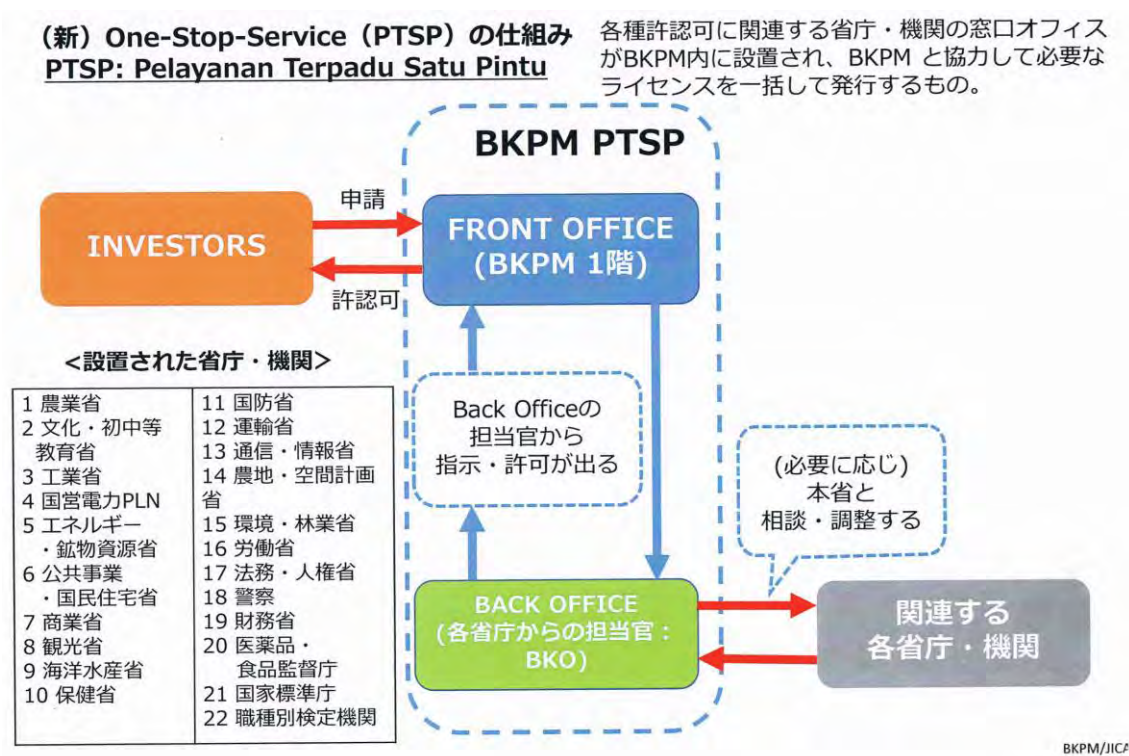 （新）One-Stop-Service（PTSP）の仕組み
PTSP: Pelayanan Terpadu Satu Pintu
各種許認可に関連する省庁・機関の窓口オフィス
がBKPM内に設置され、BKPM と協力して必要な
ライセンスを一括して発行するもの。
BKPM PTSP
INVESTORS
申請
許認可
FRONT OFFICE
(BKPM 1階)
<設置された省庁・機関>
1 農業省
2 文化・初中等
教育省
3 工業省
4 国営電力PLN
5 エネルギー
・鉱物資源省
6 公共事業
・国民住宅省
7 商業省
8 観光省
9 海洋水産省
10 保健省
11 国防省
12 運輸省
13 通信・情報省
14 農地・空間計画
省
15 環境・林業省
16 労働省
17 法務・人権省
18 警察
19 財務省
20 医薬品・
食品監督庁
21 国家標準庁
22 職種別検定機関
Back Officeの
担当官から
指示・許可が出る
(必要に応じ)
本省と
相談・調整する
BACK OFFICE
(各省庁からの担当官：
BKO)
関連する
各省庁・機関
BKPM/JICA